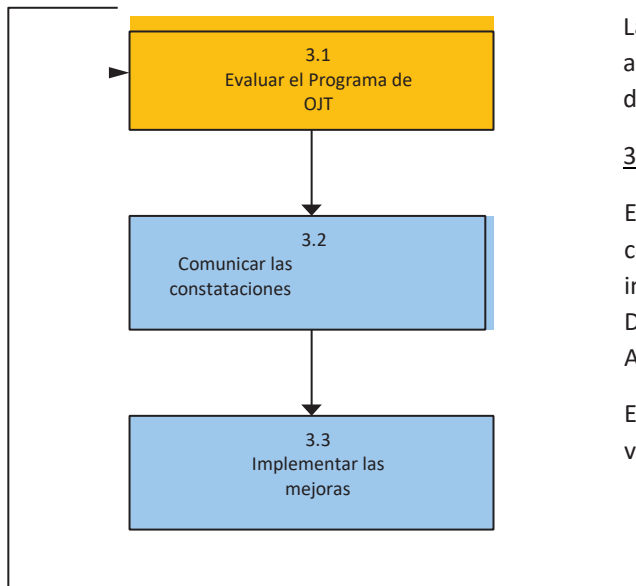 3.1
Evaluar el Programa de
OJT
3.2
Comunicar las
constataciones
3.3
Implementar las
mejoras